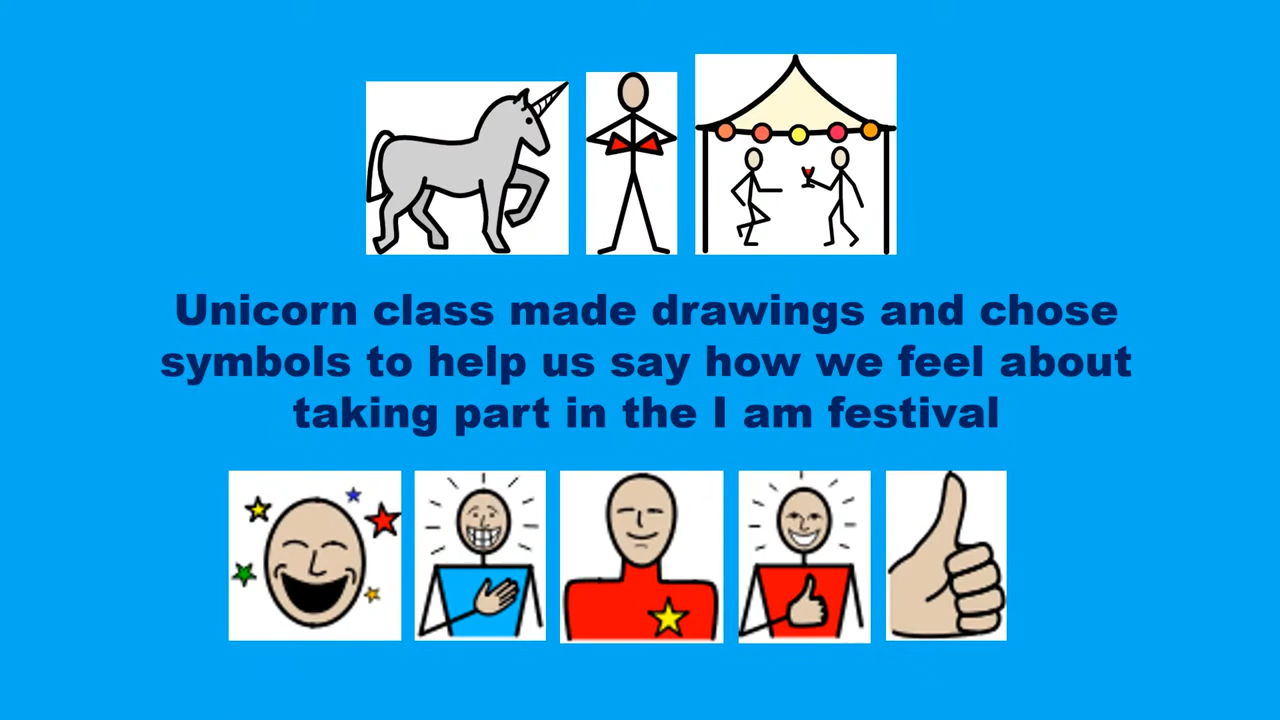 Unicorn class made drawings and chose
symbols to help us say how we feel about
taking part in the I am festival